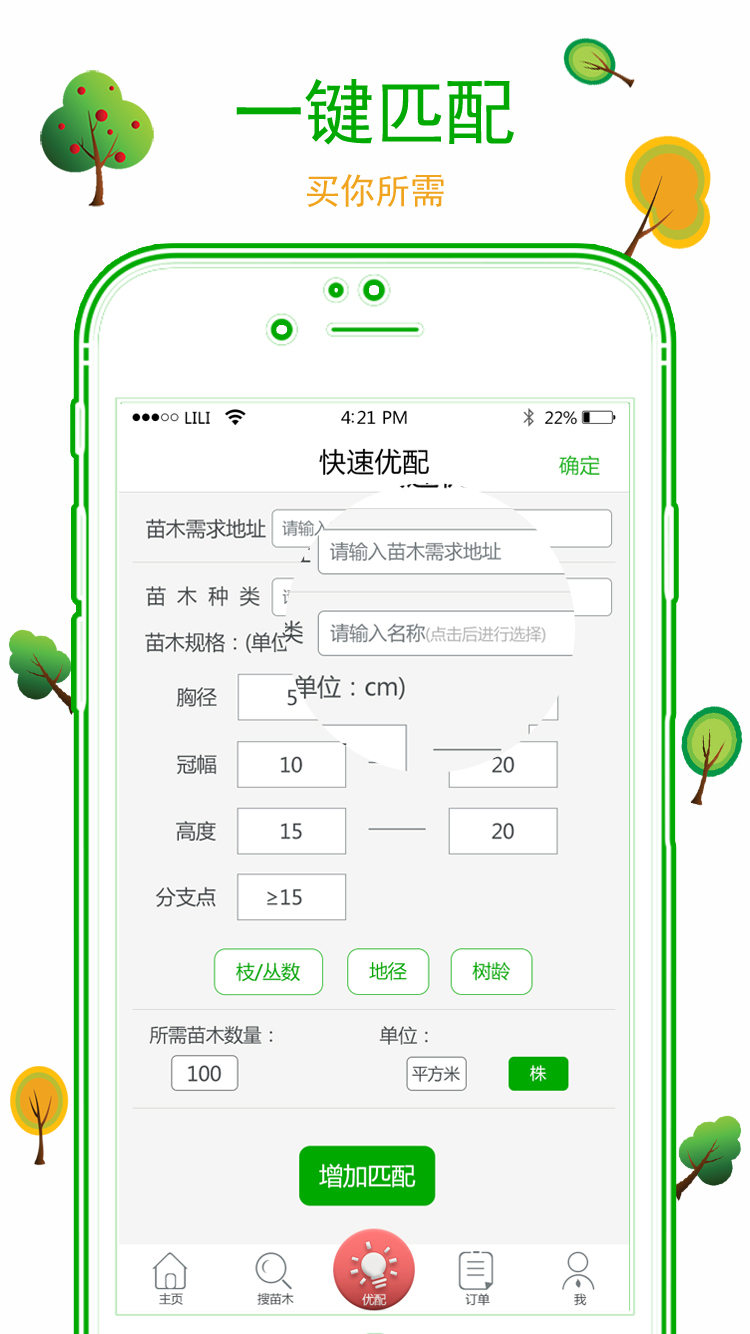 一键匹配
买你所需
LILI 4:21 PM 22%
快速优配 确定
苗木需求地址 请输入
请输入苗木需求地址
苗木种类
类 请输入名称(点击后进行选择)
苗木规格：(单位
单位：cm)
胸径 5
冠幅 10 20
高度 15 20
分支点 ≥15
枝/丛数 地径 树龄
所需苗木数量： 单位：
100 平方米 株
增加匹配
主页 搜苗木 优配 订单 我